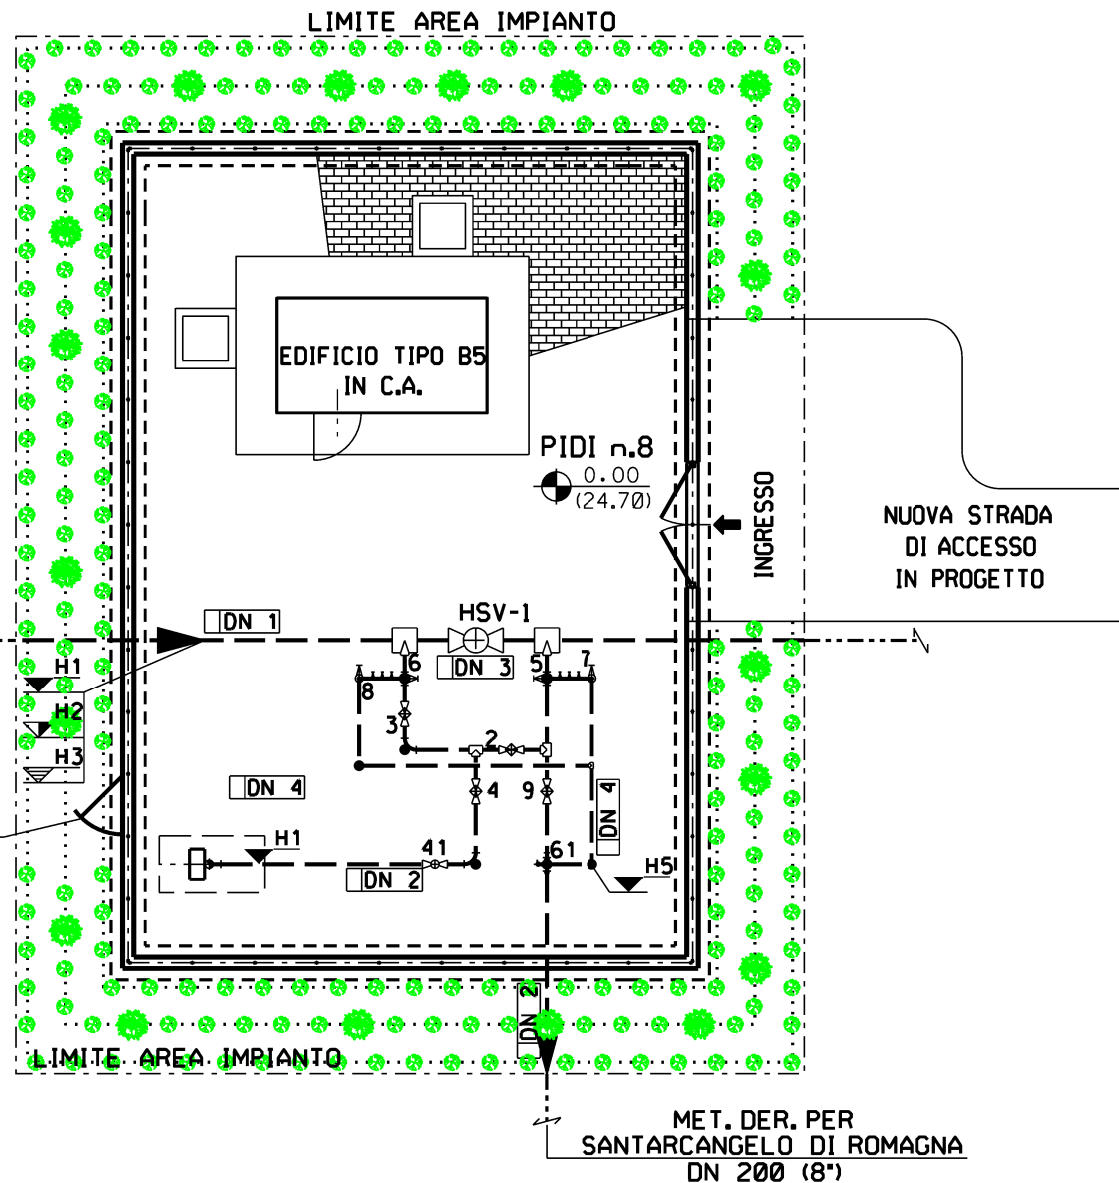 LIMITE AREA IMPIANTO
EDIFICIO TIPO B5
IN C.A.
PIDI n.8
0.00
(24.70)
INGRESSO
NUOVA STRADA
DI ACCESSO
IN PROGETTO
DN 1
HSV-1
DN 3
H1
H2
H3
6
5
7
8
3
2
4
9
DN 4
DN 4
H1
41
61
H5
DN 2
DN 2
LIMITE AREA IMPIANTO
MET. DER. PER
SANTARCANGELO DI ROMAGNA
DN 200 (8")